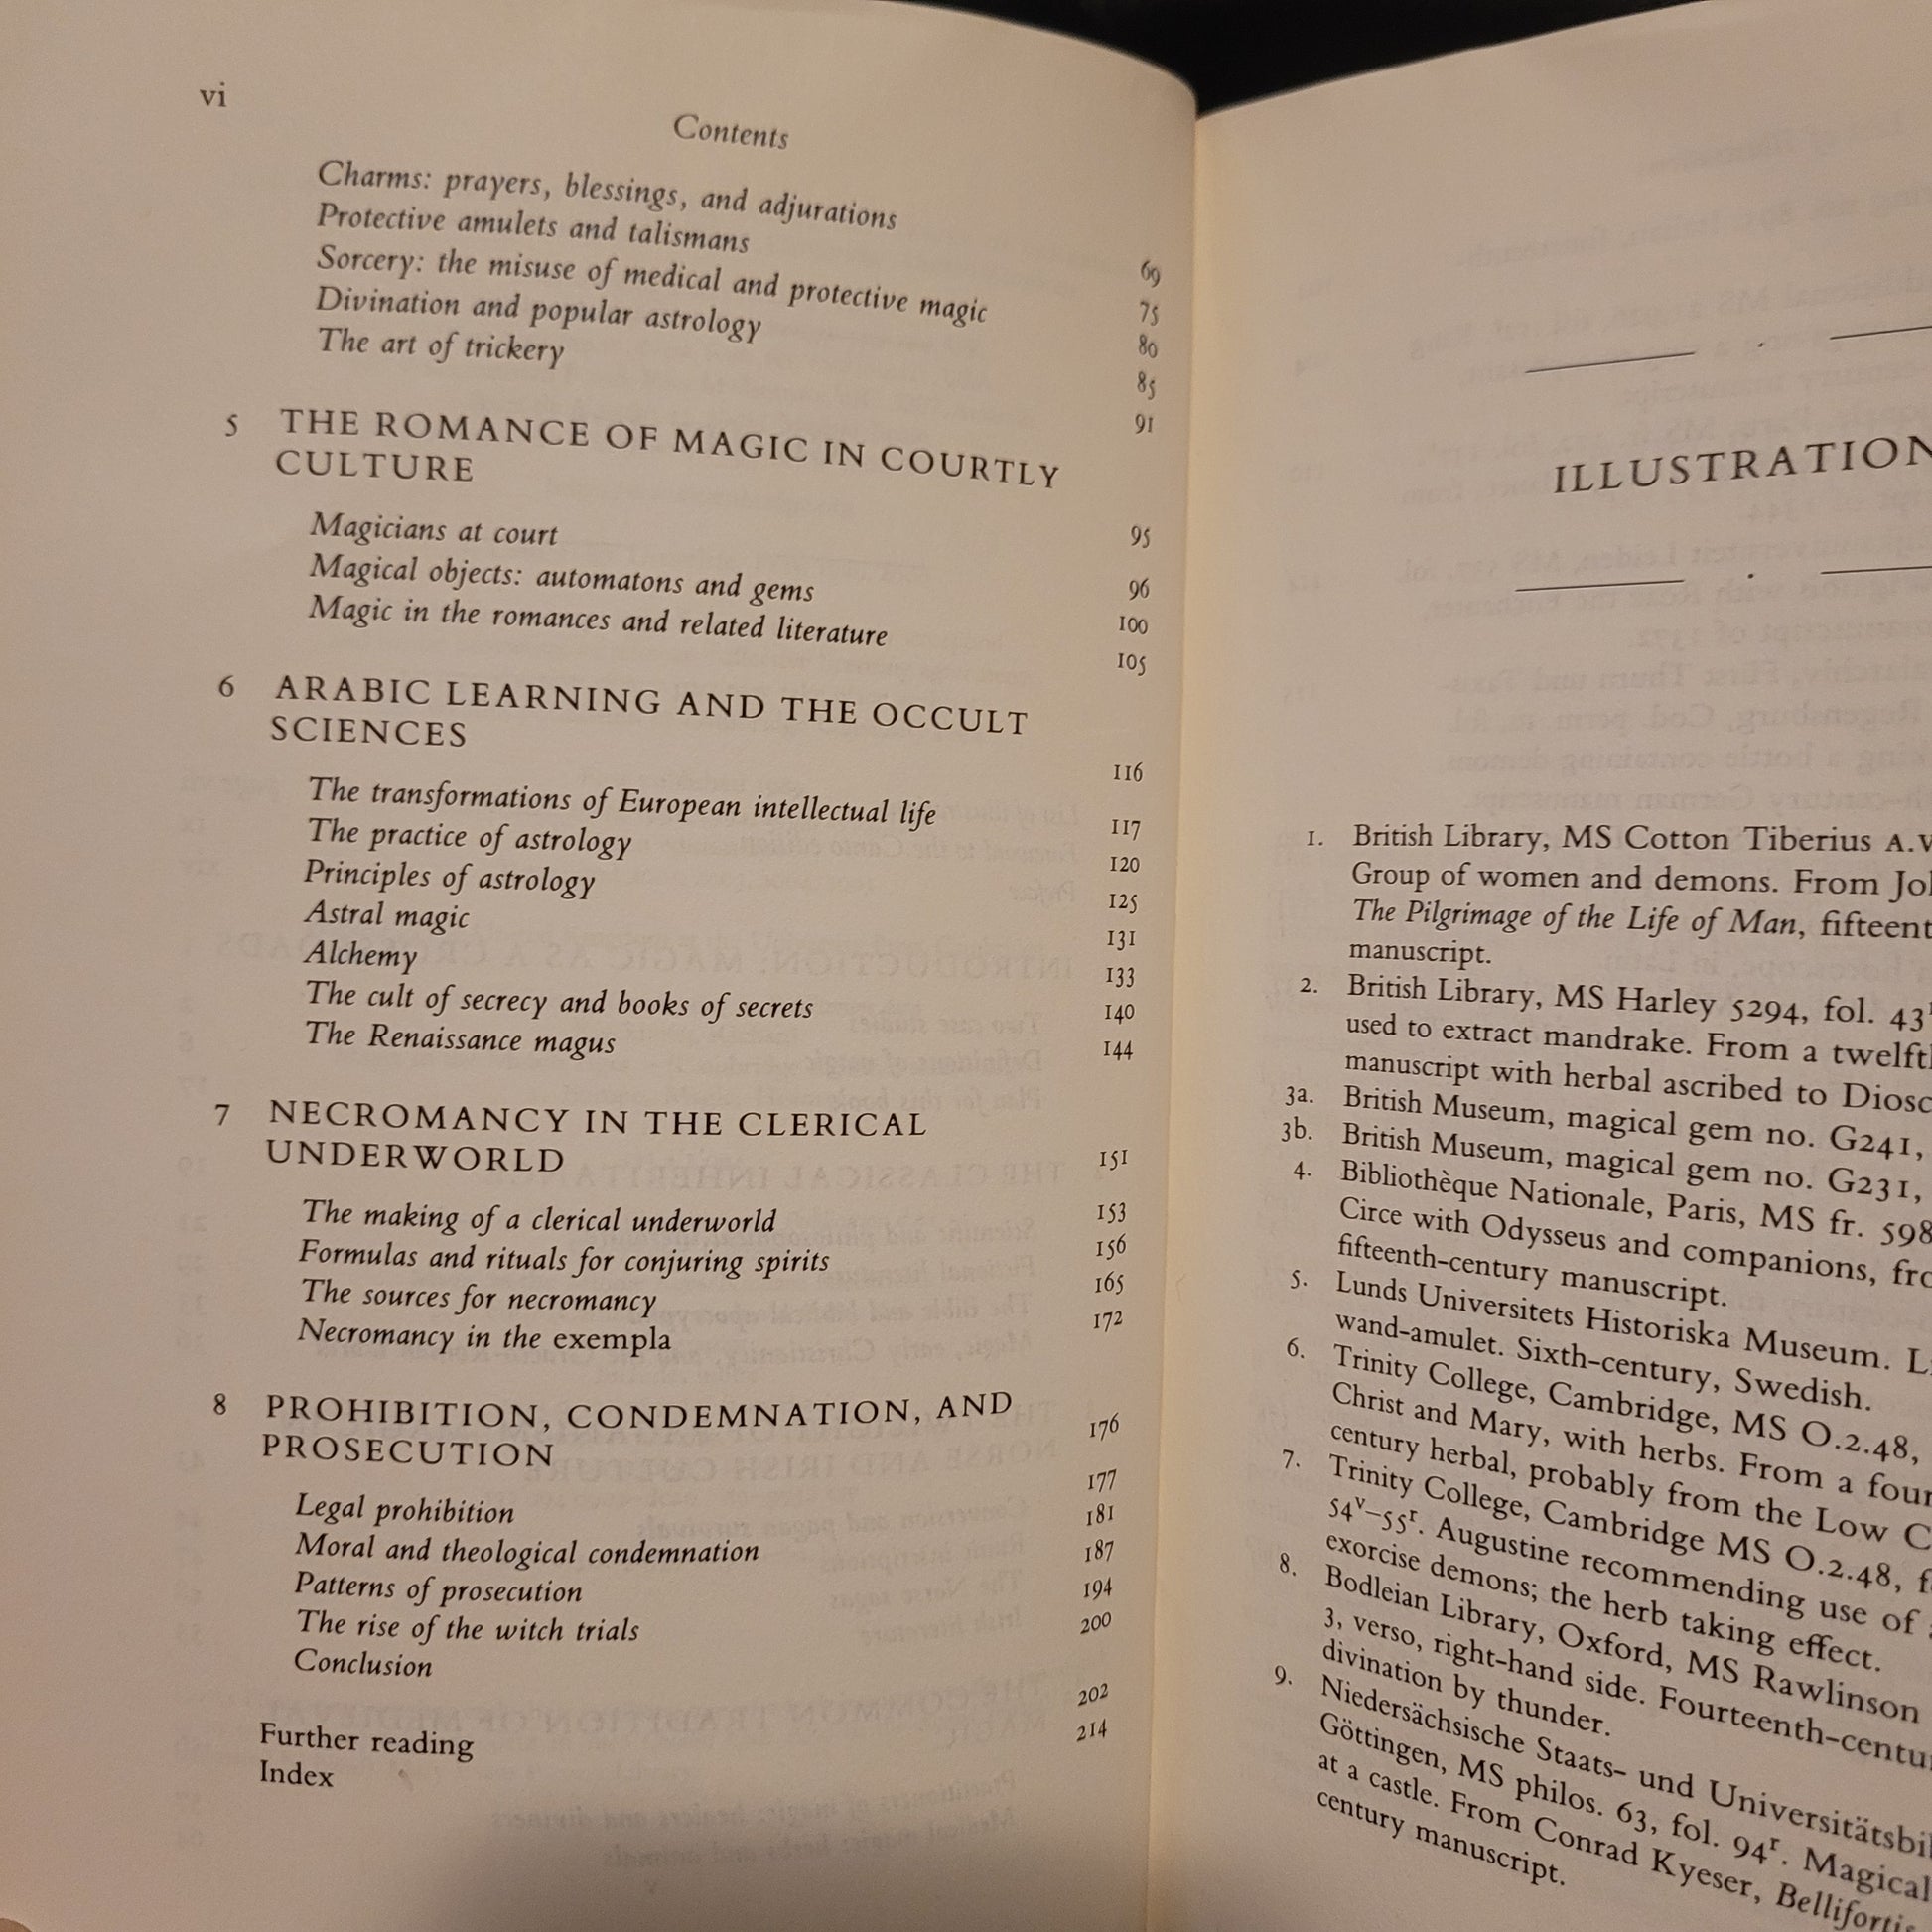 vi
Contents
Charms: prayers, blessings, and adjurations 69
Protective amulets and talismans 75
Sorcery: the misuse of medical and protective magic 80
Divination and popular astrology 85
The art of trickery 91
5 THE ROMANCE OF MAGIC IN COURTLY
CULTURE 95
Magicians at court 96
Magical objects: automatons and gems 100
Magic in the romances and related literature 105
6 ARABIC LEARNING AND THE OCCULT
SCIENCES 116
The transformations of European intellectual life 117
The practice of astrology 120
Principles of astrology 125
Astral magic 131
Alchemy 133
The cult of secrecy and books of secrets 140
The Renaissance magus 144
7 NECROMANCY IN THE CLERICAL
UNDERWORLD 151
The making of a clerical underworld 153
Formulas and rituals for conjuring spirits 156
The sources for necromancy 165
Necromancy in the exempla 172
8 PROHIBITION, CONDEMNATION, AND
PROSECUTION 176
Legal prohibition 177
Moral and theological condemnation 181
Patterns of prosecution 187
The rise of the witch trials 194
Conclusion 200
Further reading 202
Index 214
ILLUSTRATION
1. British Library, MS Cotton Tiberius A.V
Group of women and demons. From
The Pilgrimage of the Life of Man,
manuscript.
2. British Library, MS Harley 5294, fol. 43
used to extract mandrake. From a
manuscript with herbal ascribed to
3a. British Museum, magical gem no. G241,
3b. British Museum, magical gem no. G231,
4. Bibliothèque Nationale, Paris, MS fr. 598
Circe with Odysseus and companions,
fifteenth-century manuscript.
5. Lunds Universitets Historiska Museum.
wand-amulet. Sixth-century, Swedish.
6. Trinity College, Cambridge, MS O.2.48,
Christ and Mary, with herbs. From a
century herbal, probably from the Low
7. Trinity College, Cambridge MS O.2.48,
54v–55r. Augustine recommending use of
exorcise demons; the herb taking effect.
8. Bodleian Library, Oxford, MS Rawlinson
3, verso, right-hand side.
divination by thunder.
9. Niedersächsische Staats- und
Göttingen, MS philos. 63, fol. 94r. Magical
at a castle. From Conrad Kyeser, Bellifortis
century manuscript.